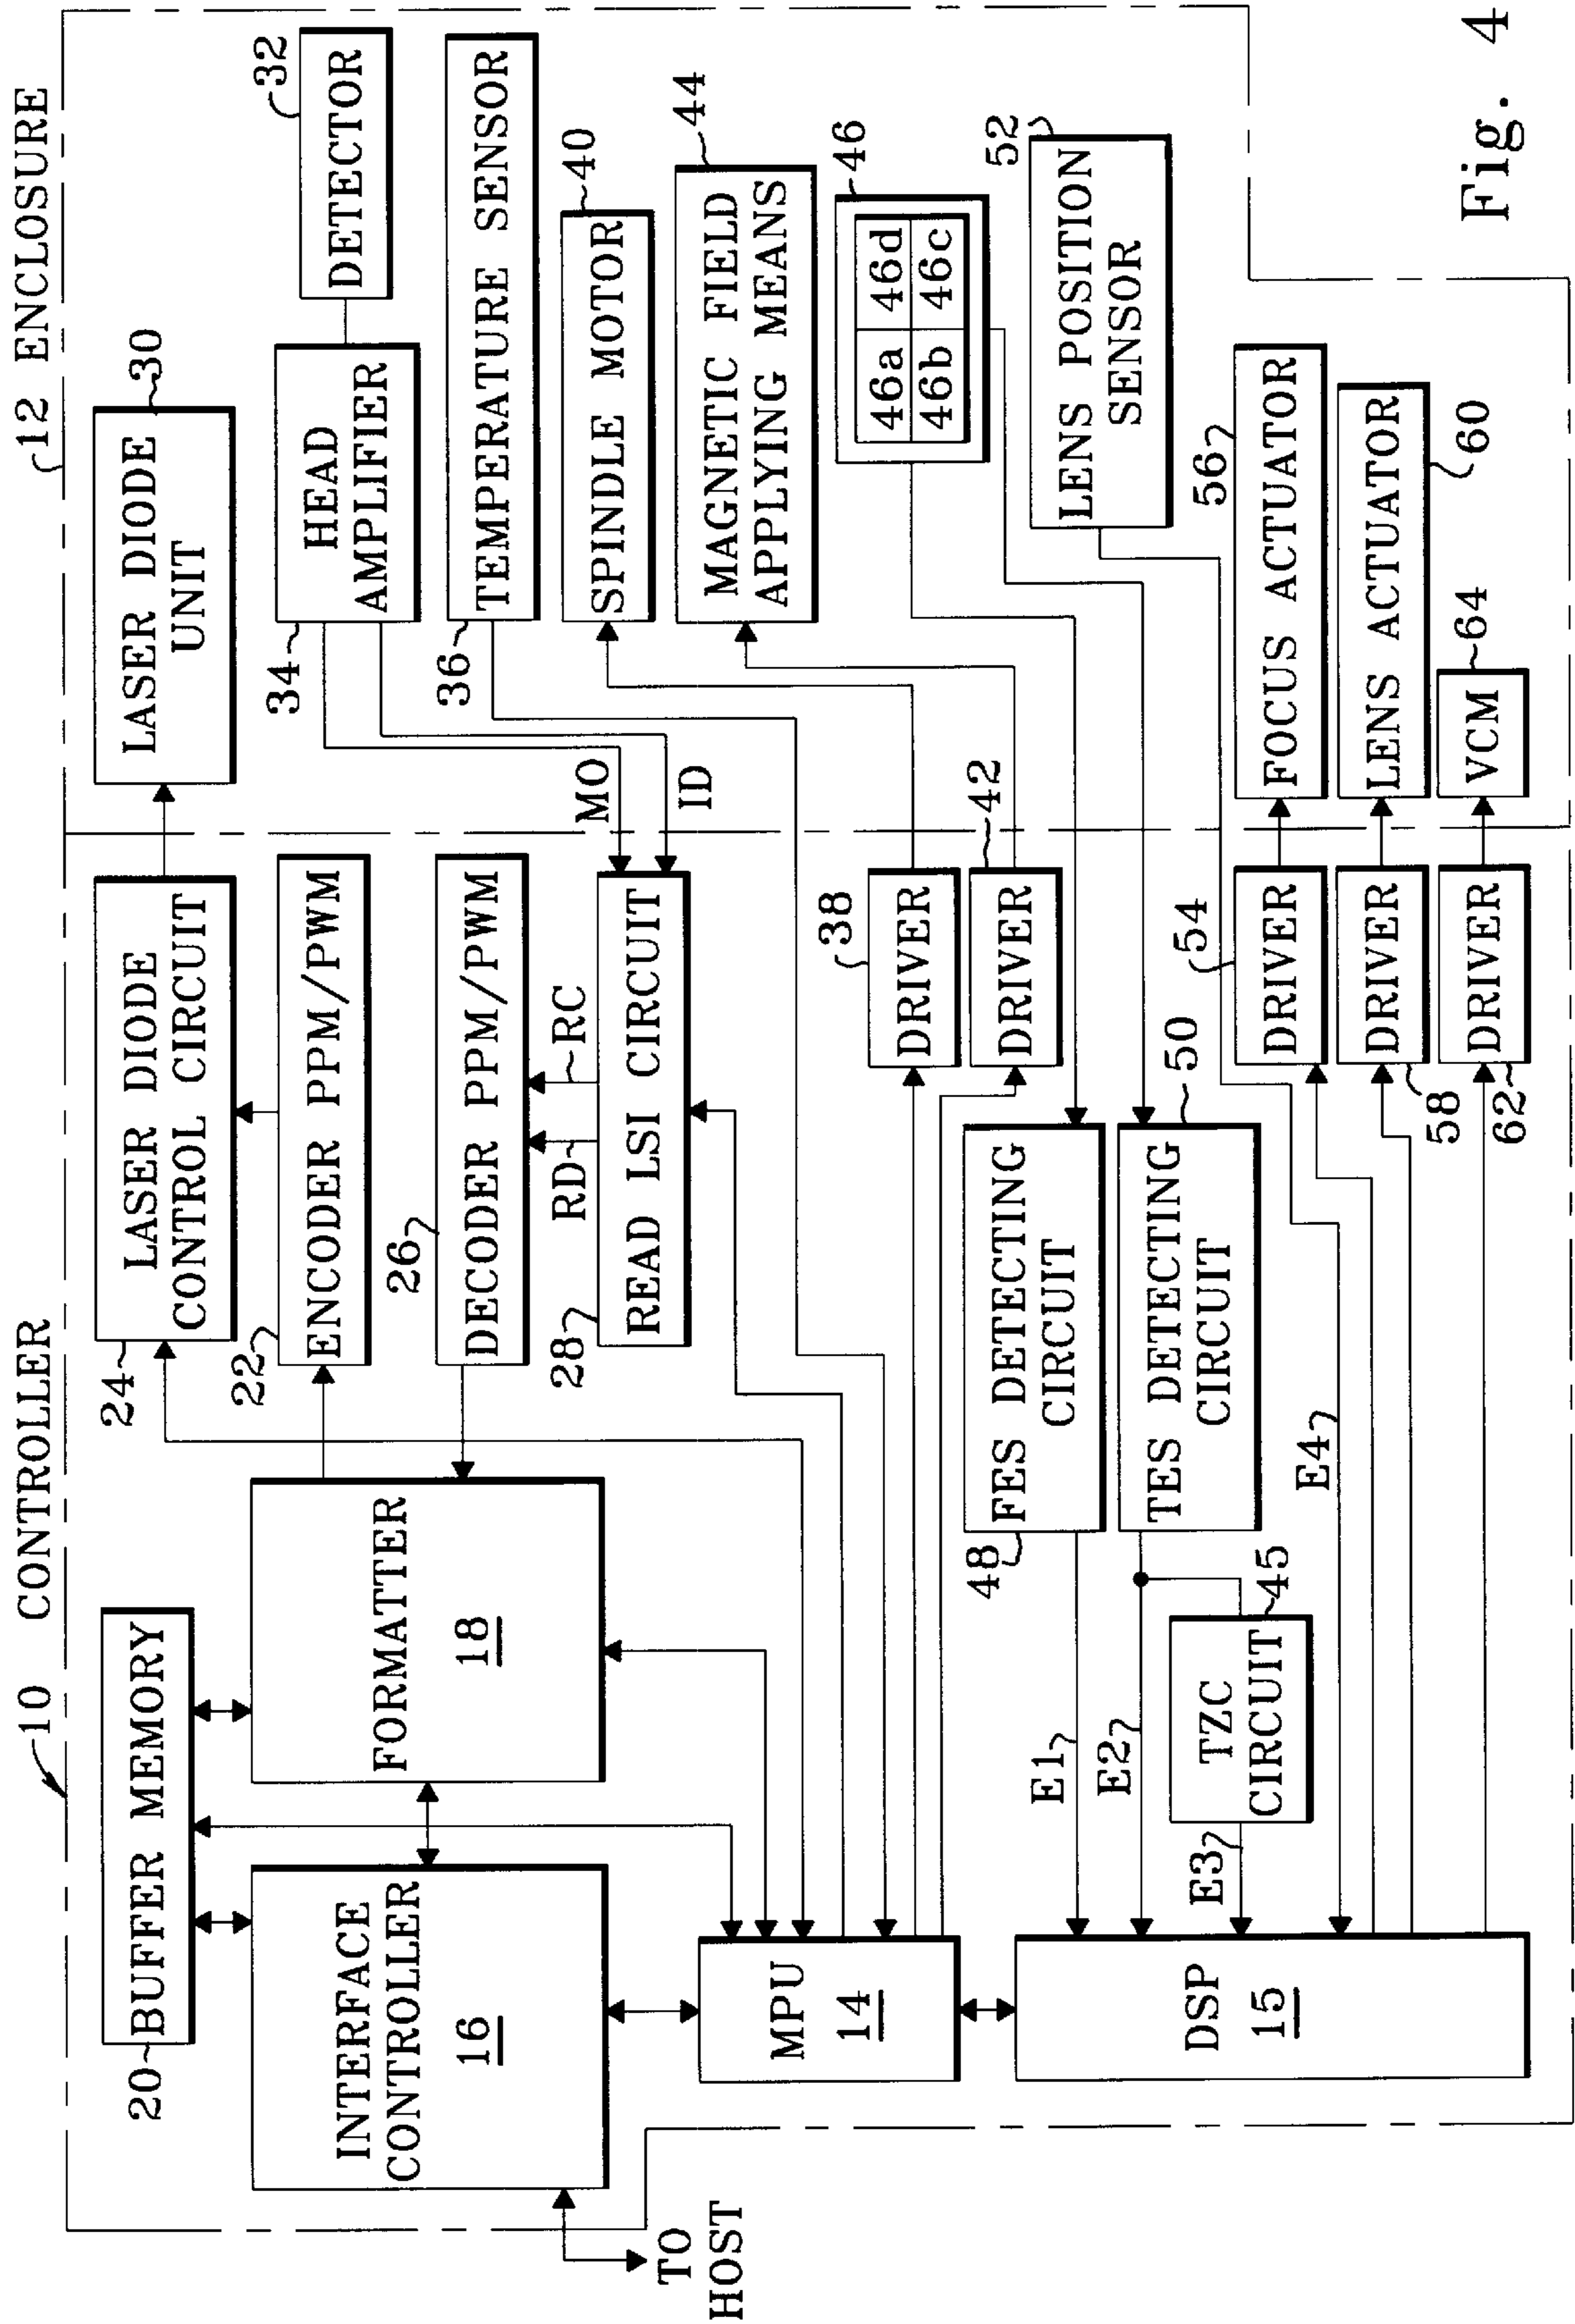 10 CONTROLLER
12 ENCLOSURE
20
BUFFER MEMORY
INTERFACE
CONTROLLER
16
FORMATTER
18
24
LASER DIODE
CONTROL CIRCUIT
LASER DIODE
UNIT
30
22
ENCODER PPM/PWM
HEAD
AMPLIFIER
34
DETECTOR
32
26
DECODER PPM/PWM
36
TEMPERATURE SENSOR
RD
RC
MO
ID
28
READ LSI CIRCUIT
SPINDLE MOTOR
40
MAGNETIC FIELD
APPLYING MEANS
44
TO
HOST
MPU
14
38
DRIVER
DRIVER
42
46a
46d
46b
46c
46
48
FES DETECTING
CIRCUIT
E1
TES DETECTING
CIRCUIT
50
E2
LENS POSITION
SENSOR
52
DSP
15
E3
TZC
CIRCUIT
45
E4
54
DRIVER
FOCUS ACTUATOR
56
58
DRIVER
LENS ACTUATOR
60
62
DRIVER
VCM
64
Fig. 4